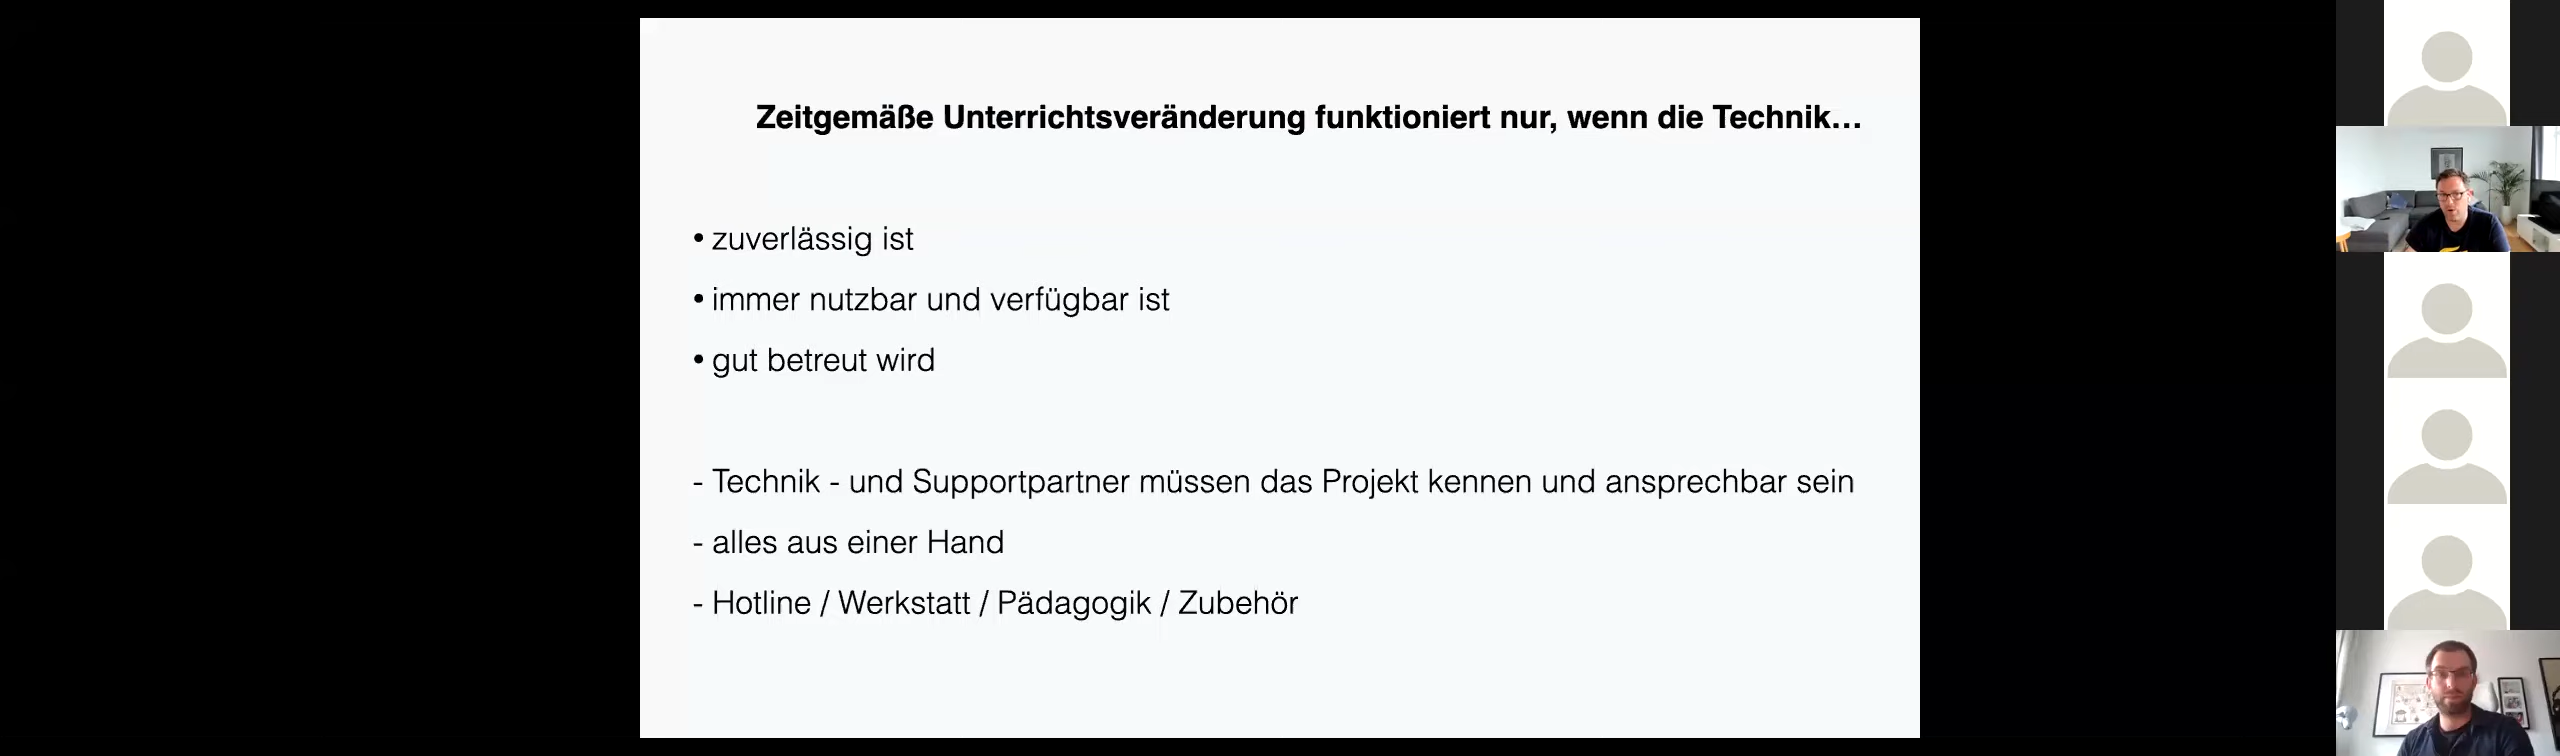 Zeitgemäße Unterrichtsveränderung funktioniert nur, wenn die Technik…
• zuverlässig ist
• immer nutzbar und verfügbar ist
• gut betreut wird
- Technik - und Supportpartner müssen das Projekt kennen und ansprechbar sein
- alles aus einer Hand
- Hotline / Werkstatt / Pädagogik / Zubehör